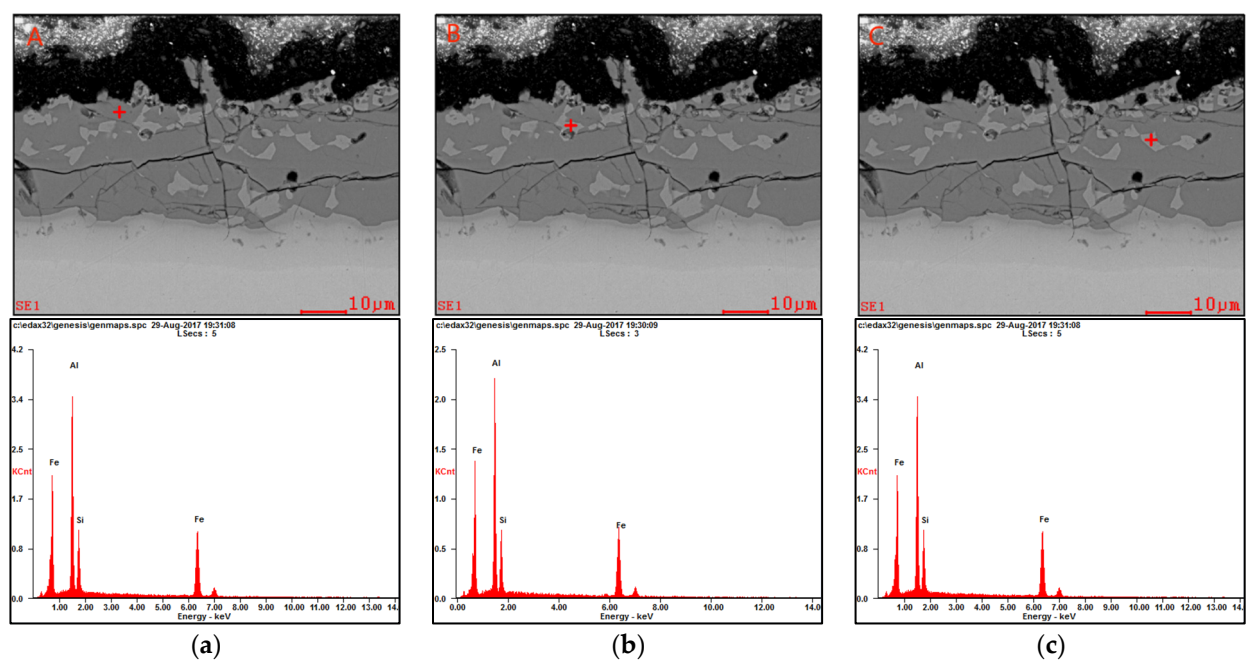 A
SE1
10µm
B
SE1
10µm
C
SE1
10µm
c:\edax32\genesis\genmaps.spc 29-Aug-2017 19:31:08
LSecs : 5
4.2
3.4
2.5
1.7
0.8
0.0
KCnt
Al
Fe
Si
Fe
1.00 2.00 3.00 4.00 5.00 6.00 7.00 8.00 9.00 10.00 11.00 12.00 13.00 14.
Energy - keV
c:\edax32\genesis\genmaps.spc 29-Aug-2017 19:30:09
LSecs : 3
2.5
2.0
1.5
1.0
0.5
0.0
KCnt
Al
Fe
Si
Fe
0.00 2.00 4.00 6.00 8.00 10.00 12.00 14.0
Energy - keV
c:\edax32\genesis\genmaps.spc 29-Aug-2017 19:31:08
LSecs : 5
4.2
3.4
2.5
1.7
0.8
0.0
KCnt
Al
Fe
Si
Fe
1.00 2.00 3.00 4.00 5.00 6.00 7.00 8.00 9.00 10.00 11.00 12.00 13.00 14.0
Energy - keV
(a)
(b)
(c)